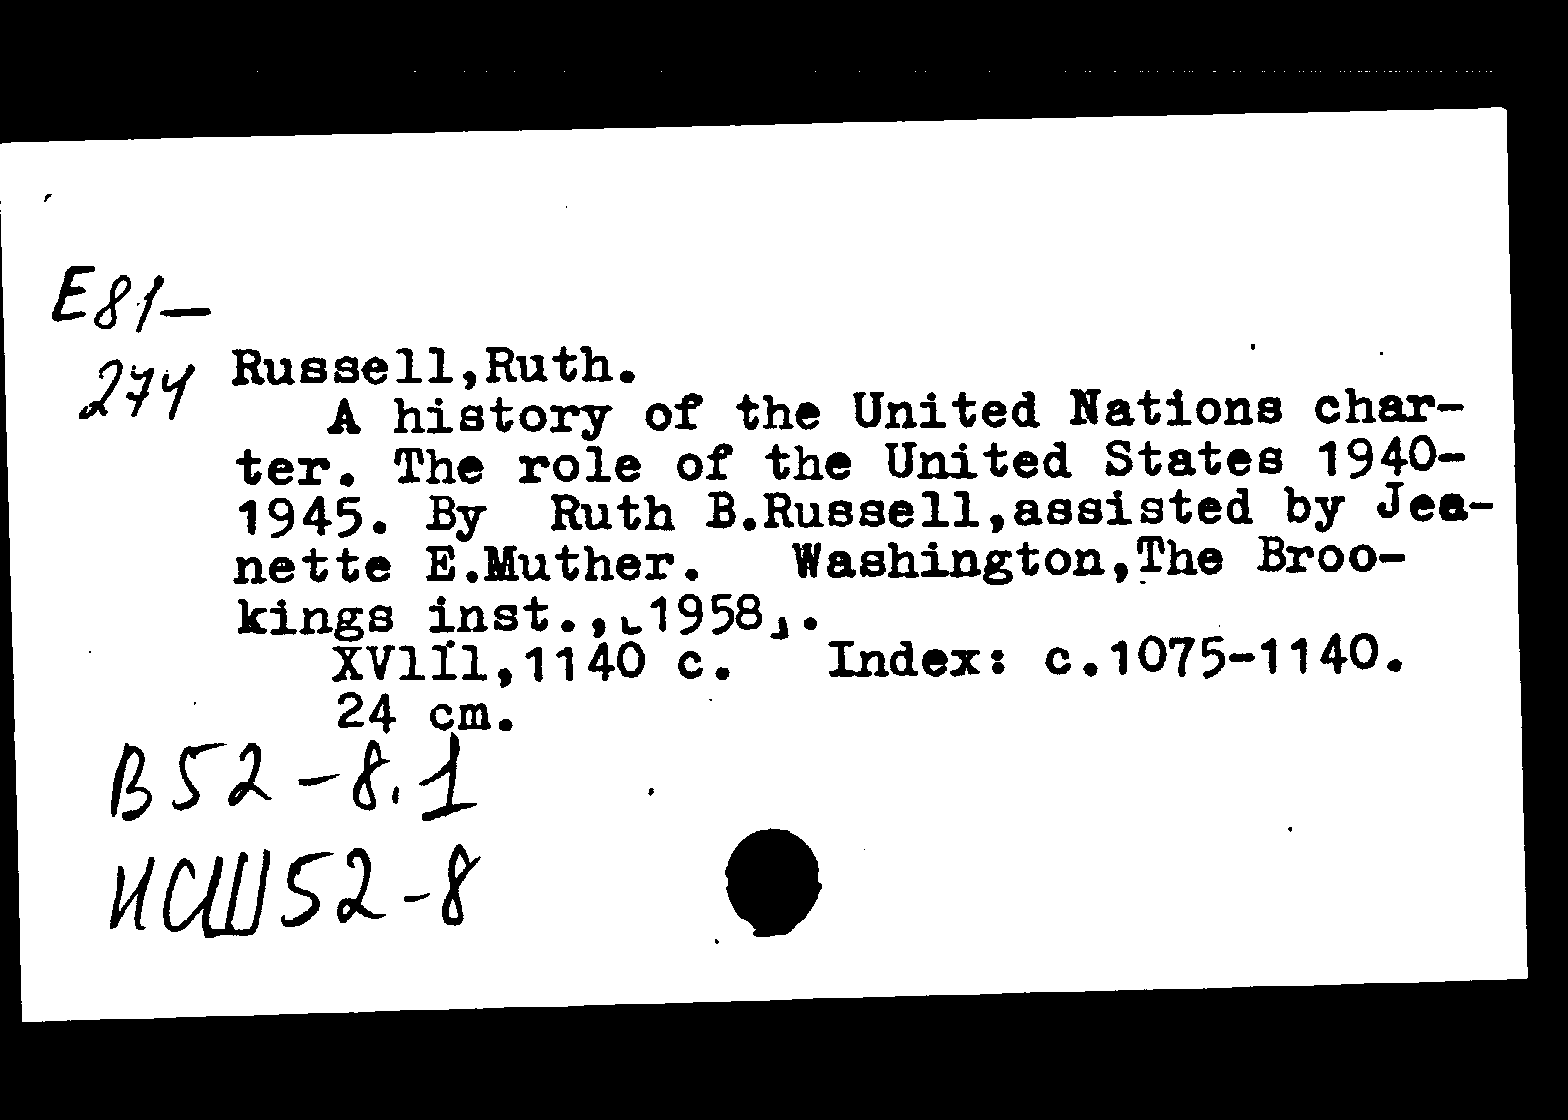 E81—
274 Russell,Ruth.
A history of the United Nations char-
ter. The role of the United States 1940-
1945. By Ruth B.Russell,assisted by Jea-
nette E.Muther. Washington,The Broo-
kings inst.,⌞1958⌟.
XVlll,1140 c. Index: c.1075-1140.
24 cm.
В52-8.1
ИСШ52-8